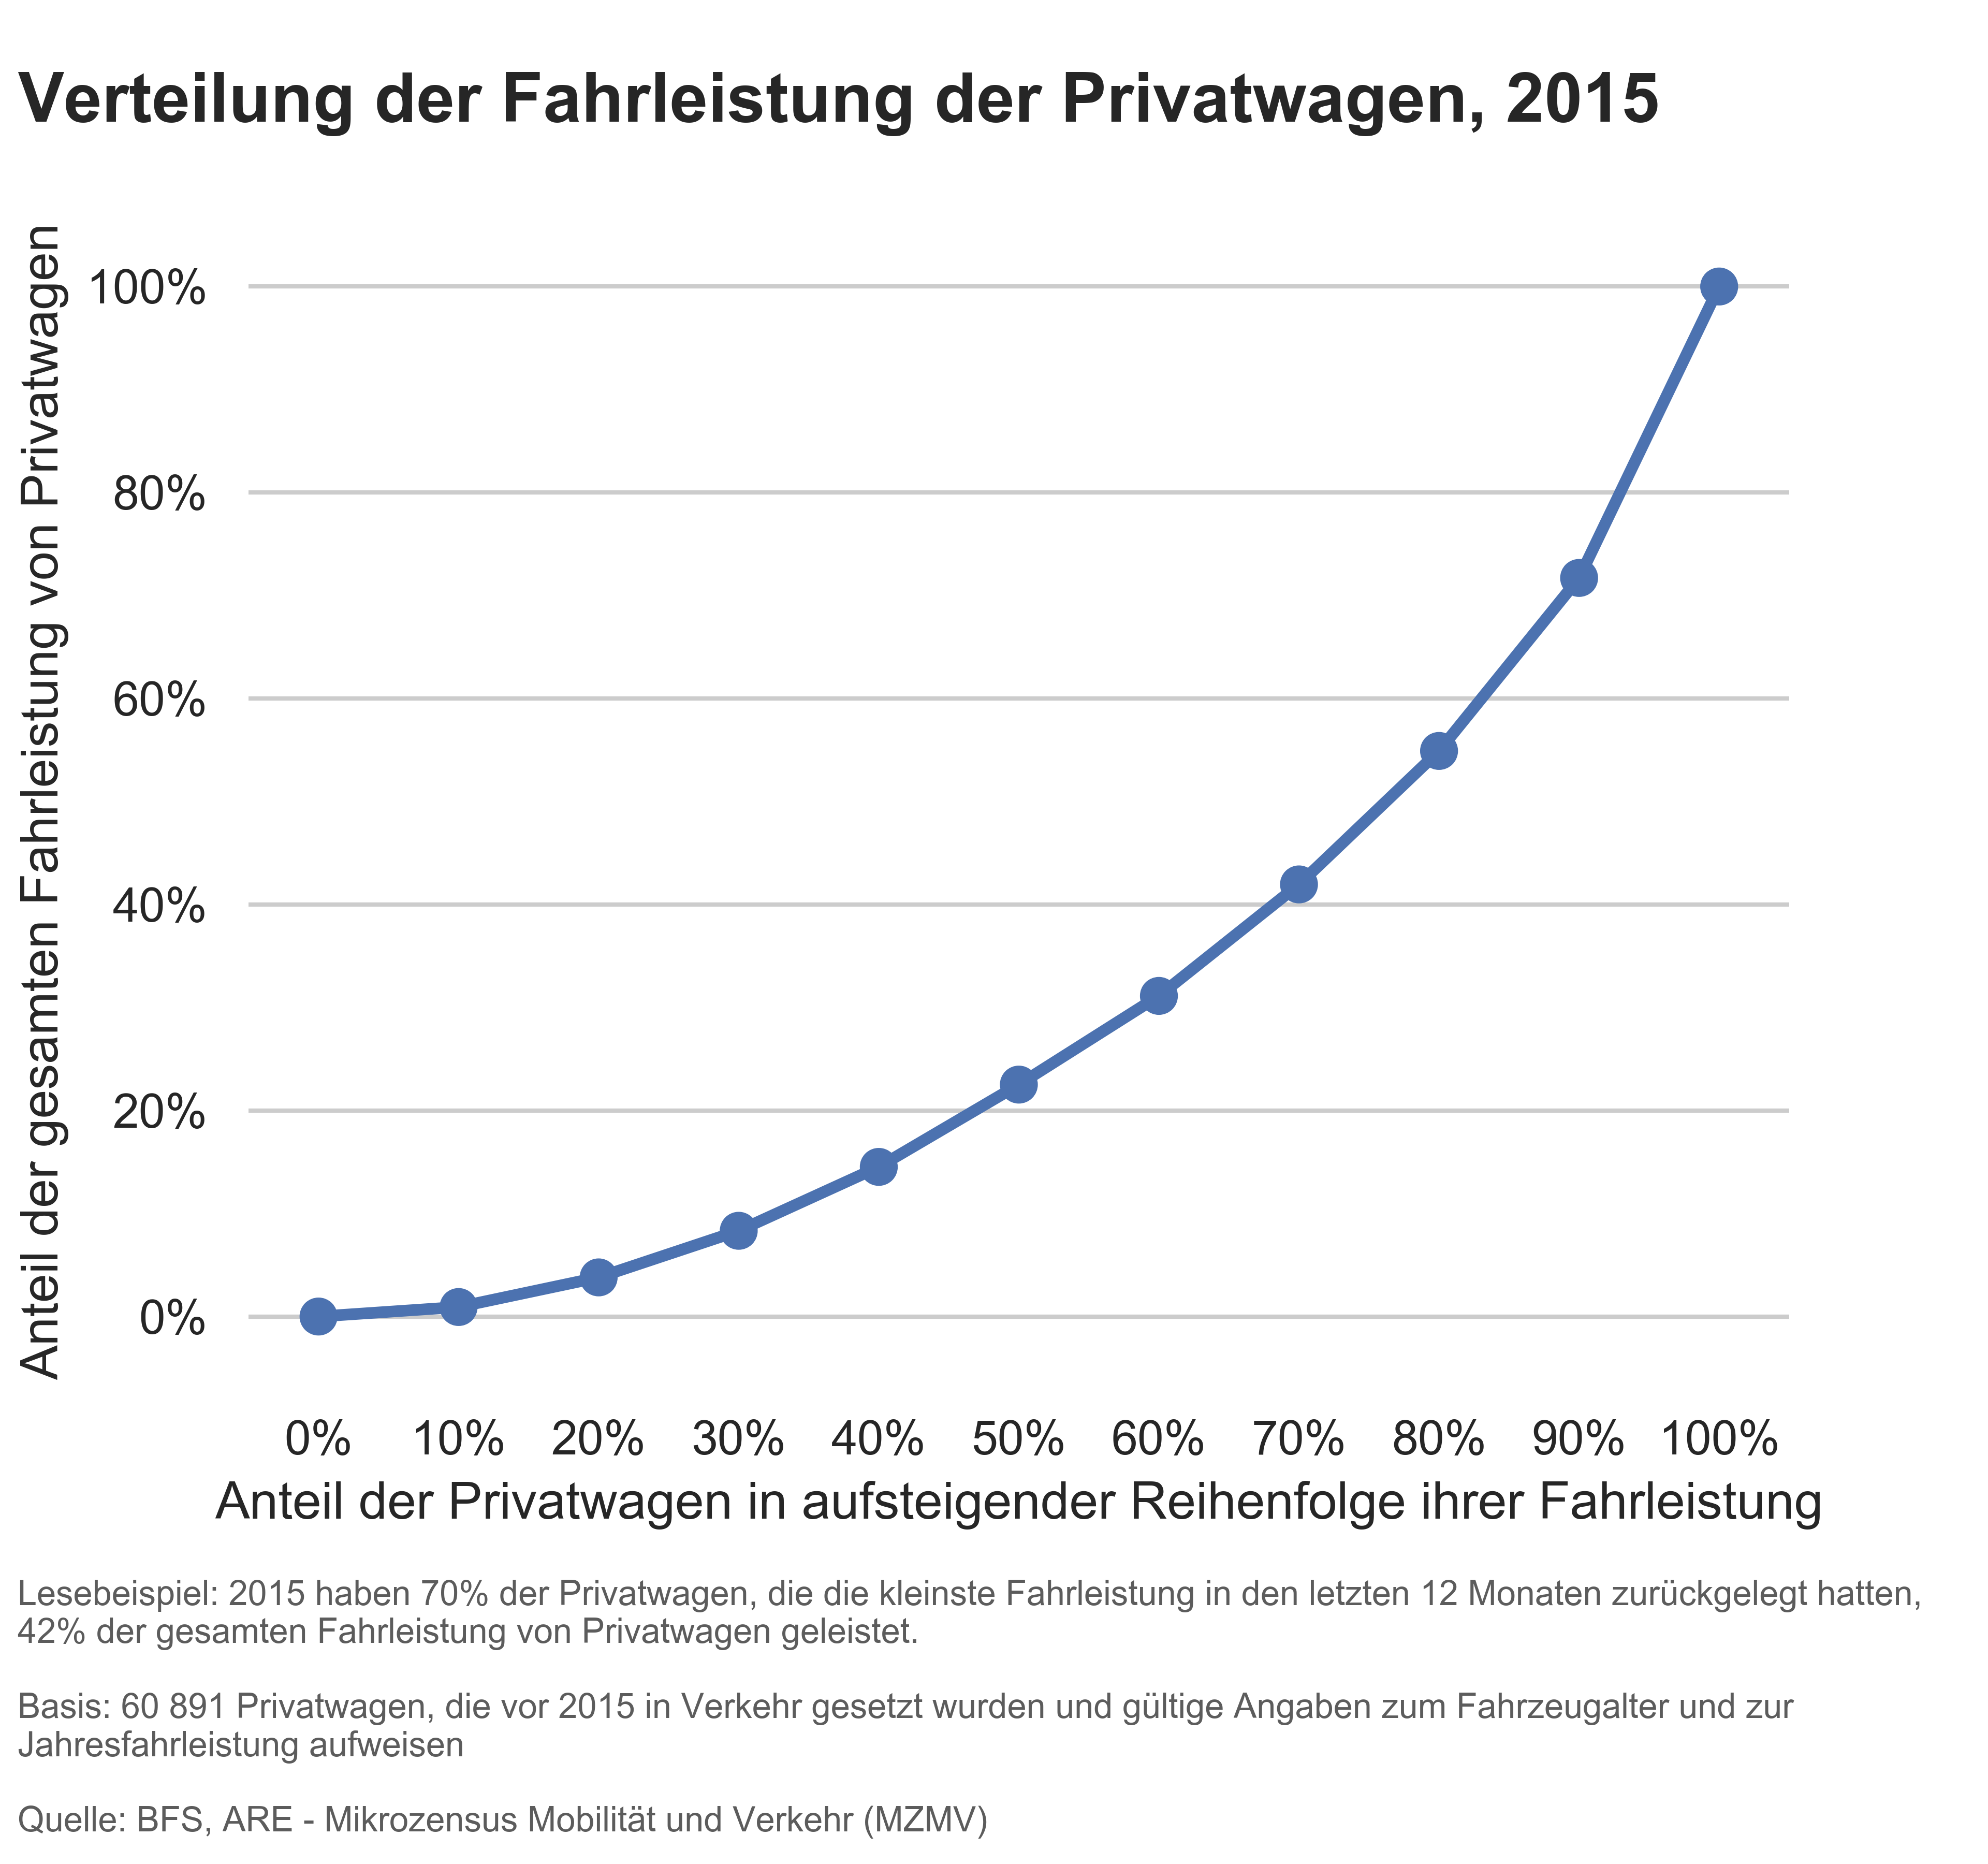 Verteilung der Fahrleistung der Privatwagen, 2015
Anteil der gesamten Fahrleistung von Privatwagen
100%
80%
60%
40%
20%
0%
0% 10% 20% 30% 40% 50% 60% 70% 80% 90% 100%
Anteil der Privatwagen in aufsteigender Reihenfolge ihrer Fahrleistung
Lesebeispiel: 2015 haben 70% der Privatwagen, die die kleinste Fahrleistung in den letzten 12 Monaten zurückgelegt hatten,
42% der gesamten Fahrleistung von Privatwagen geleistet.
Basis: 60 891 Privatwagen, die vor 2015 in Verkehr gesetzt wurden und gültige Angaben zum Fahrzeugalter und zur
Jahresfahrleistung aufweisen
Quelle: BFS, ARE - Mikrozensus Mobilität und Verkehr (MZMV)